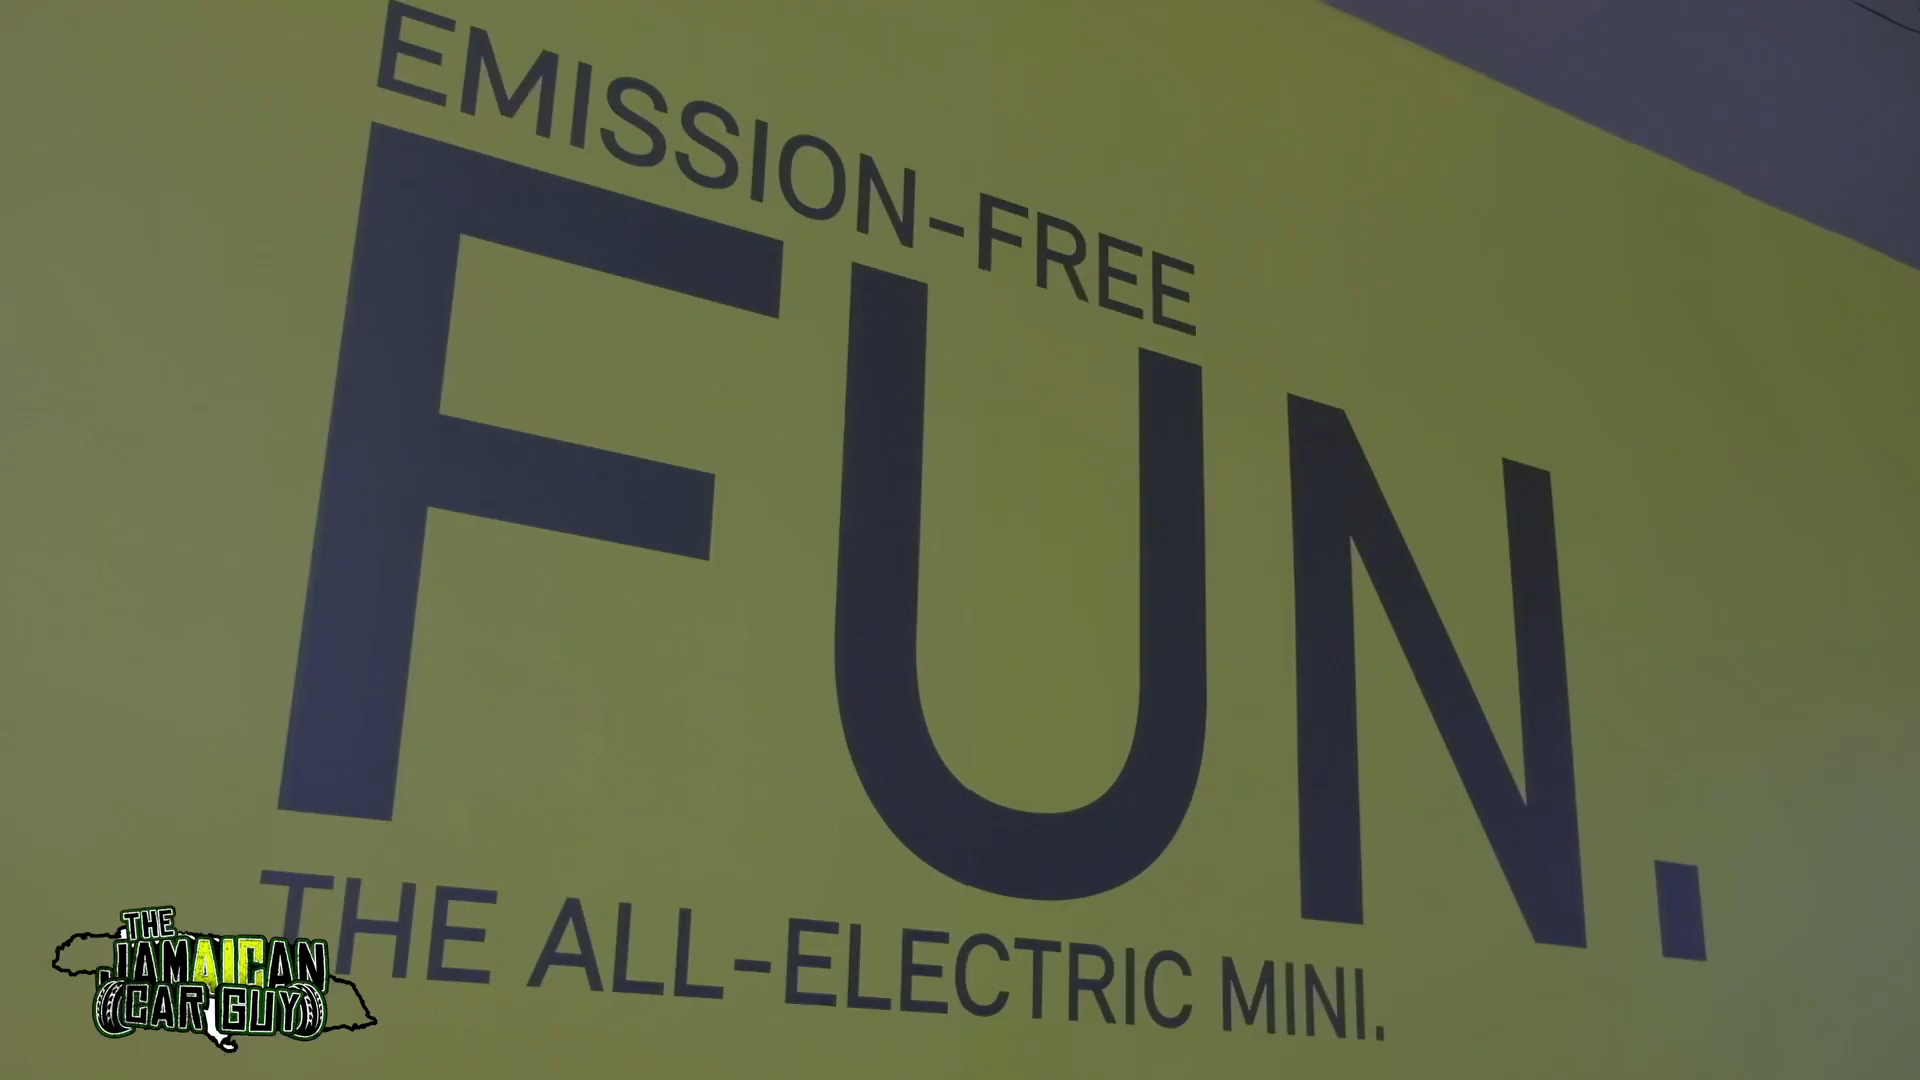 EMISSION-FREE
FUN.
THE ALL-ELECTRIC MINI.
THE
JAMAICAN
CAR GUY